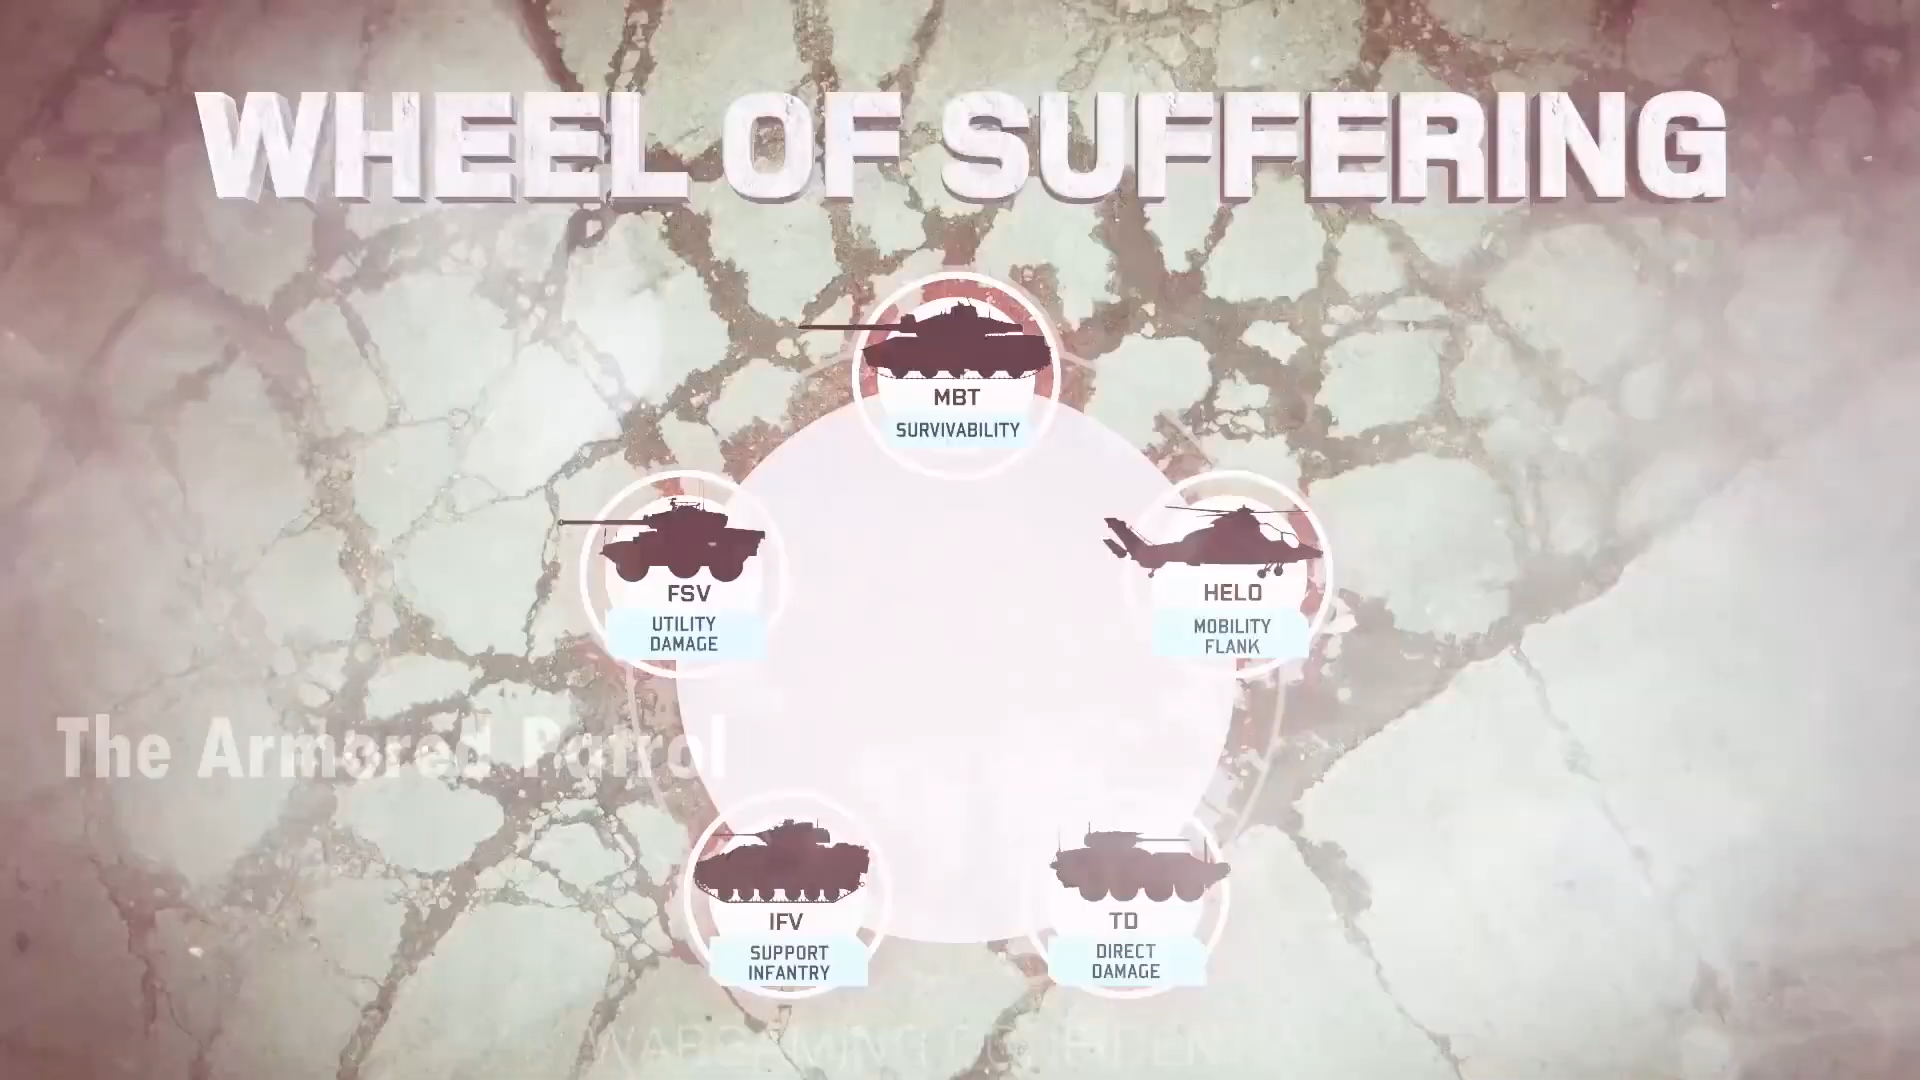 WHEEL OF SUFFERING
MBT
SURVIVABILITY
FSV
UTILITY
DAMAGE
HELO
MOBILITY
FLANK
The Armored Patrol
IFV
SUPPORT
INFANTRY
TD
DIRECT
DAMAGE
WARGAMING